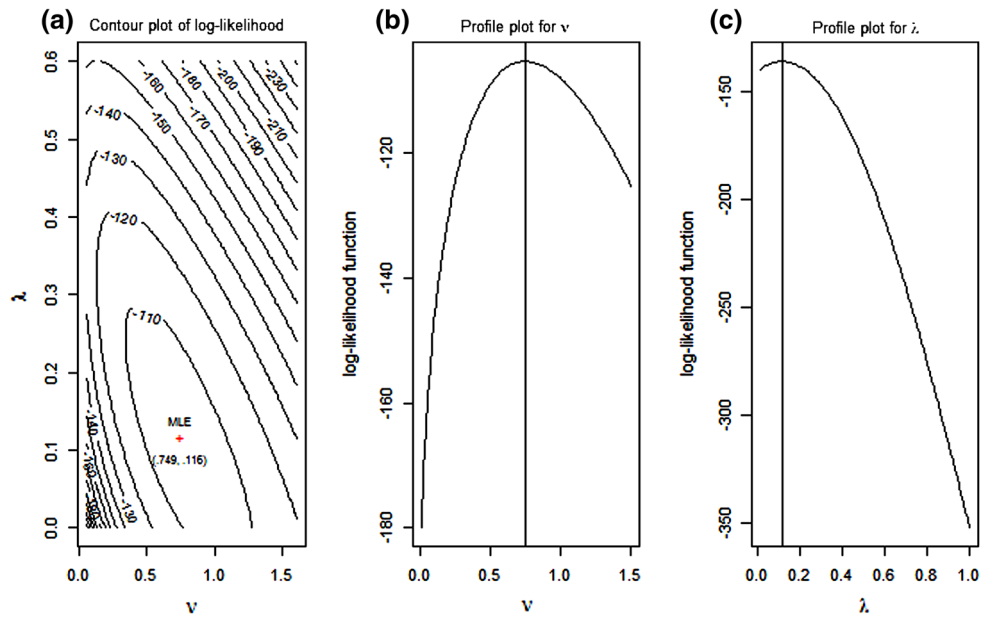 (a) Contour plot of log-likelihood
-160
-180
-200
-230
-140
-150
-170
-190
-210
-130
-120
-110
MLE
(.749, .116)
-140
-160
-130
0.6
0.5
0.4
0.3
0.2
0.1
0.0
λ
0.0 0.5 1.0 1.5
ν
(b) Profile plot for ν
-120
-140
-160
-180
log-likelihood function
0.0 0.5 1.0 1.5
ν
(c) Profile plot for λ
-150
-200
-250
-300
-350
log-likelihood function
0.0 0.2 0.4 0.6 0.8 1.0
λ